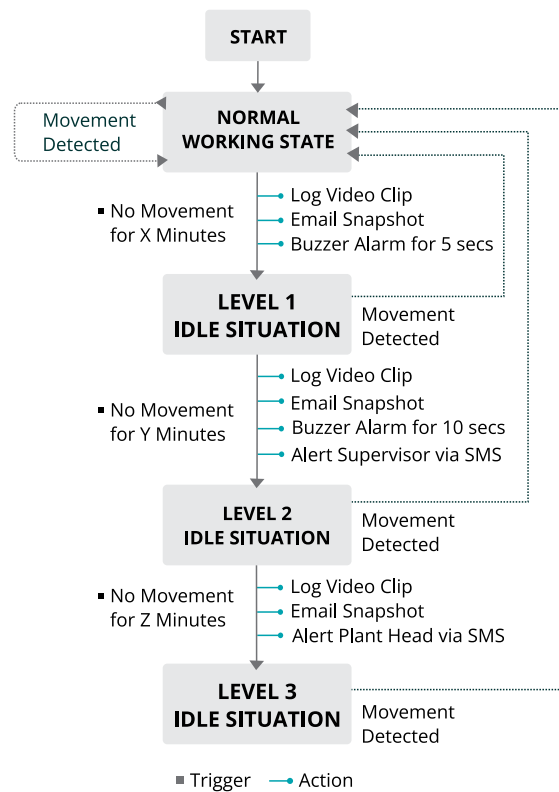 START
NORMAL
WORKING STATE
Movement
Detected
No Movement
for X Minutes
Log Video Clip
Email Snapshot
Buzzer Alarm for 5 secs
LEVEL 1
IDLE SITUATION
Movement
Detected
No Movement
for Y Minutes
Log Video Clip
Email Snapshot
Buzzer Alarm for 10 secs
Alert Supervisor via SMS
LEVEL 2
IDLE SITUATION
Movement
Detected
No Movement
for Z Minutes
Log Video Clip
Email Snapshot
Alert Plant Head via SMS
LEVEL 3
IDLE SITUATION
Movement
Detected
Trigger
Action